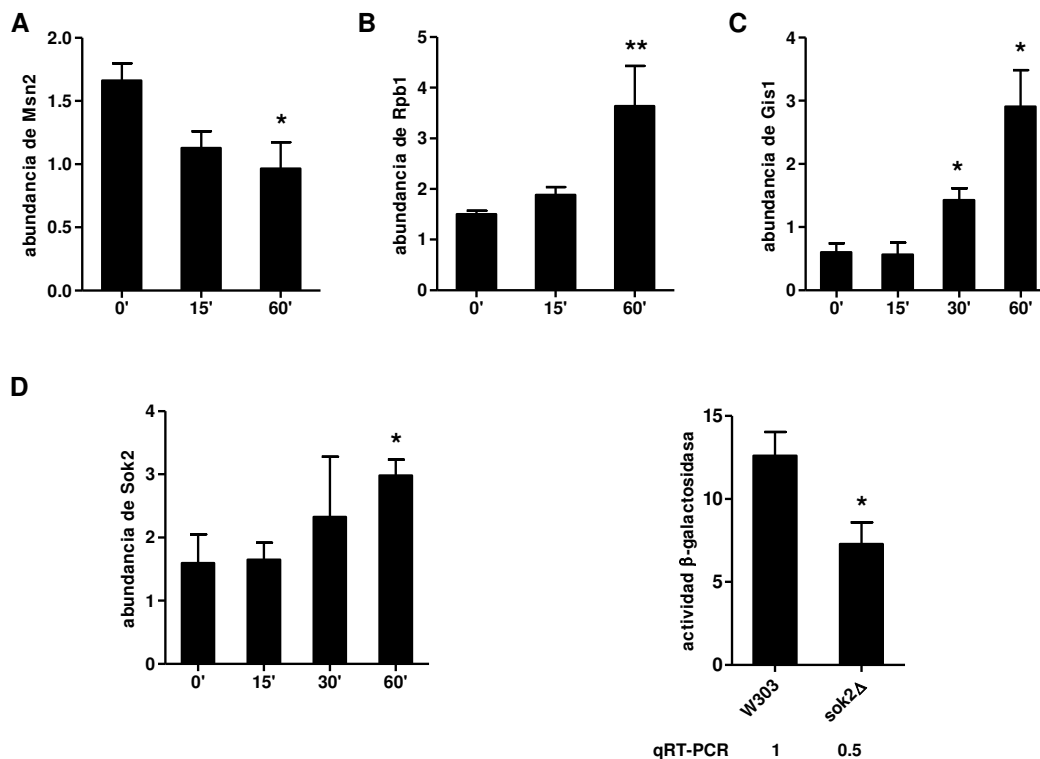 A
abundancia de Msn2
2.0
1.5
1.0
0.5
0.0
*
0' 15' 60'
B
abundancia de Rpb1
5
4
3
2
1
0
**
0' 15' 60'
C
abundancia de Gis1
4
3
2
1
0
*
*
0' 15' 30' 60'
D
abundancia de Sok2
4
3
2
1
0
*
0' 15' 30' 60'
actividad β-galactosidasa
15
10
5
0
*
W303 sok2Δ
qRT-PCR 1 0.5